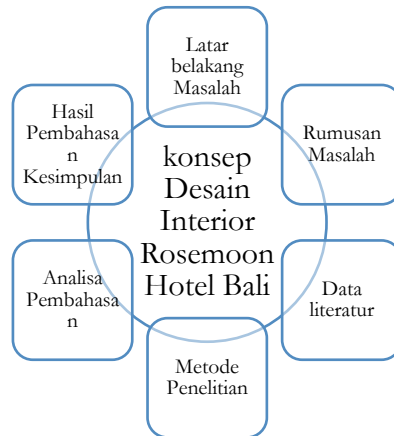 Latar
belakang
Masalah
Rumusan
Masalah
Data
literatur
Metode
Penelitian
Analisa
Pembahasa
n
Hasil
Pembahasa
n
Kesimpulan
konsep
Desain
Interior
Rosemoon
Hotel Bali